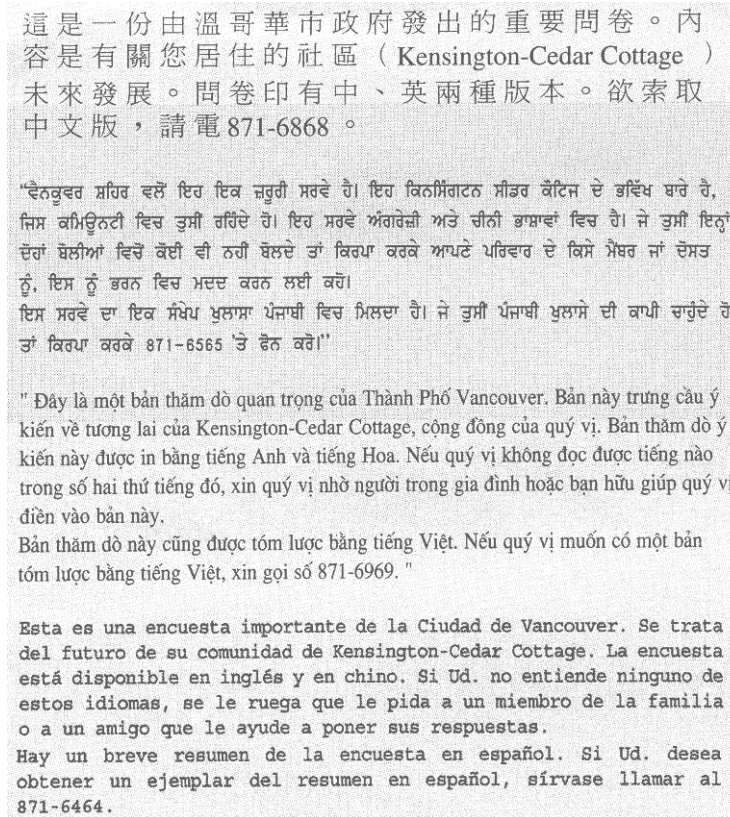 這是一份由溫哥華市政府發出的重要問卷。內
容是有關您居住的社區（Kensington-Cedar Cottage）
未來發展。問卷印有中、英兩種版本。欲索取
中文版，請電871-6868。
“ਵੈਨਕੂਵਰ ਸ਼ਹਿਰ ਵਲੋਂ ਇਹ ਇਕ ਜ਼ਰੂਰੀ ਸਰਵੇ ਹੈ। ਇਹ ਕਿਨਸਿੰਗਟਨ ਸੀਡਰ ਕੌਟਿਜ ਦੇ ਭਵਿੱਖ ਬਾਰੇ ਹੈ,
ਜਿਸ ਕਮਿਊਨਟੀ ਵਿਚ ਤੁਸੀ ਰਹਿੰਦੇ ਹੋ। ਇਹ ਸਰਵੇ ਅੰਗਰੇਜ਼ੀ ਅਤੇ ਚੀਨੀ ਭਾਸ਼ਾਵਾਂ ਵਿਚ ਹੈ। ਜੇ ਤੁਸੀਂ ਇਨ੍ਹਾਂ
ਦੋਹਾਂ ਬੋਲੀਆਂ ਵਿਚੋਂ ਕੋਈ ਵੀ ਨਹੀਂ ਬੋਲਦੇ ਤਾਂ ਕਿਰਪਾ ਕਰਕੇ ਆਪਣੇ ਪਰਿਵਾਰ ਦੇ ਕਿਸੇ ਮੈਂਬਰ ਜਾਂ ਦੋਸਤ
ਨੂੰ, ਇਸ ਨੂੰ ਭਰਨ ਵਿਚ ਮਦਦ ਕਰਨ ਲਈ ਕਹੋ।
ਇਸ ਸਰਵੇ ਦਾ ਇਕ ਸੰਖੇਪ ਖੁਲਾਸਾ ਪੰਜਾਬੀ ਵਿਚ ਮਿਲਦਾ ਹੈ। ਜੇ ਤੁਸੀਂ ਪੰਜਾਬੀ ਖੁਲਾਸੇ ਦੀ ਕਾਪੀ ਚਾਹੁੰਦੇ ਹੋ
ਤਾਂ ਕਿਰਪਾ ਕਰਕੇ 871-6565 'ਤੇ ਫੋਨ ਕਰੋ।”
" Đây là một bản thăm dò quan trọng của Thành Phố Vancouver. Bản này trưng cầu ý
kiến về tương lai của Kensington-Cedar Cottage, cộng đồng của quý vị. Bản thăm dò ý
kiến này được in bằng tiếng Anh và tiếng Hoa. Nếu quý vị không đọc được tiếng nào
trong số hai thứ tiếng đó, xin quý vị nhờ người trong gia đình hoặc bạn hữu giúp quý vị
điền vào bản này.
Bản thăm dò này cũng được tóm lược bằng tiếng Việt. Nếu quý vị muốn có một bản
tóm lược bằng tiếng Việt, xin gọi số 871-6969. "
Esta es una encuesta importante de la Ciudad de Vancouver. Se trata
del futuro de su comunidad de Kensington-Cedar Cottage. La encuesta
está disponible en inglés y en chino. Si Ud. no entiende ninguno de
estos idiomas, se le ruega que le pida a un miembro de la familia
o a un amigo que le ayude a poner sus respuestas.
Hay un breve resumen de la encuesta en español. Si Ud. desea
obtener un ejemplar del resumen en español, sírvase llamar al
871-6464.